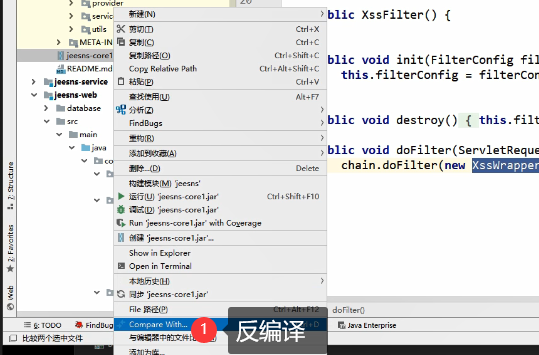 provider
service
utils
META-IN
jeesns-core1
README.m
jeesns-service
jeesns-web
database
src
main
java
co
新建(N)
剪切(T) Ctrl+X
复制(C) Ctrl+C
复制路径(O) Ctrl+Shift+C
Copy Relative Path Ctrl+Alt+Shift+C
粘贴(P) Ctrl+V
查找使用(U) Alt+F7
分析(Z)
FindBugs
重构(R)
添加到收藏(A)
删除...(D) Delete
构建模块(M) 'jeesns'
运行(U) 'jeesns-core1.jar' Ctrl+Shift+F10
调试(D) 'jeesns-core1.jar'
Run 'jeesns-core1.jar' with Coverage
创建 'jeesns-core1.jar'...
Show in Explorer
Open in Terminal
本地历史(H)
同步 'jeesns-core1.jar'
File 路径(P) Ctrl+Alt+F12
Compare With...
与编辑器中的文件比
添加为库...
blic XssFilter() {
blic void init(FilterConfig fil
this.filterConfig = filterConf
blic void destroy() { this.filt
blic void doFilter(ServletReque
chain.doFilter(new XssWrapper
doFilter()
1
反编译
Z: Structure
2: Favorites
Web
6: TODO
FindBug
Java Enterprise
比较两个选中文件